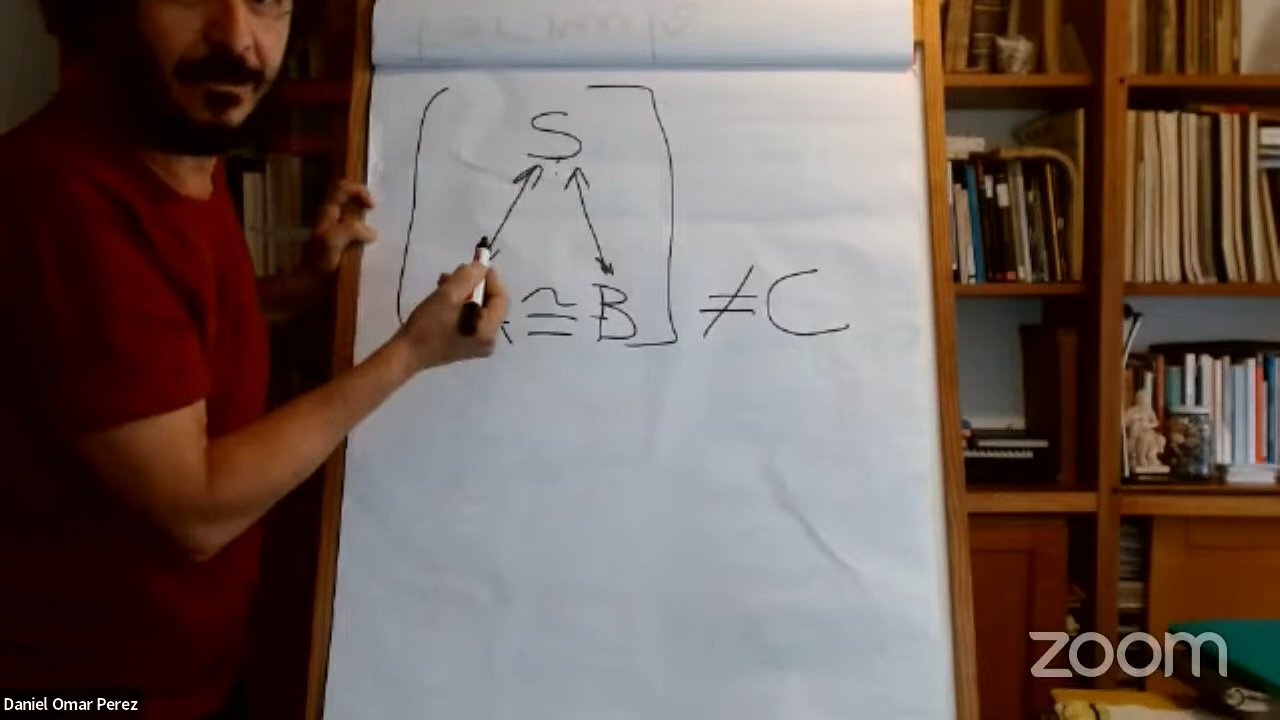 S
≅ B ≠ C
Daniel Omar Perez
zoom